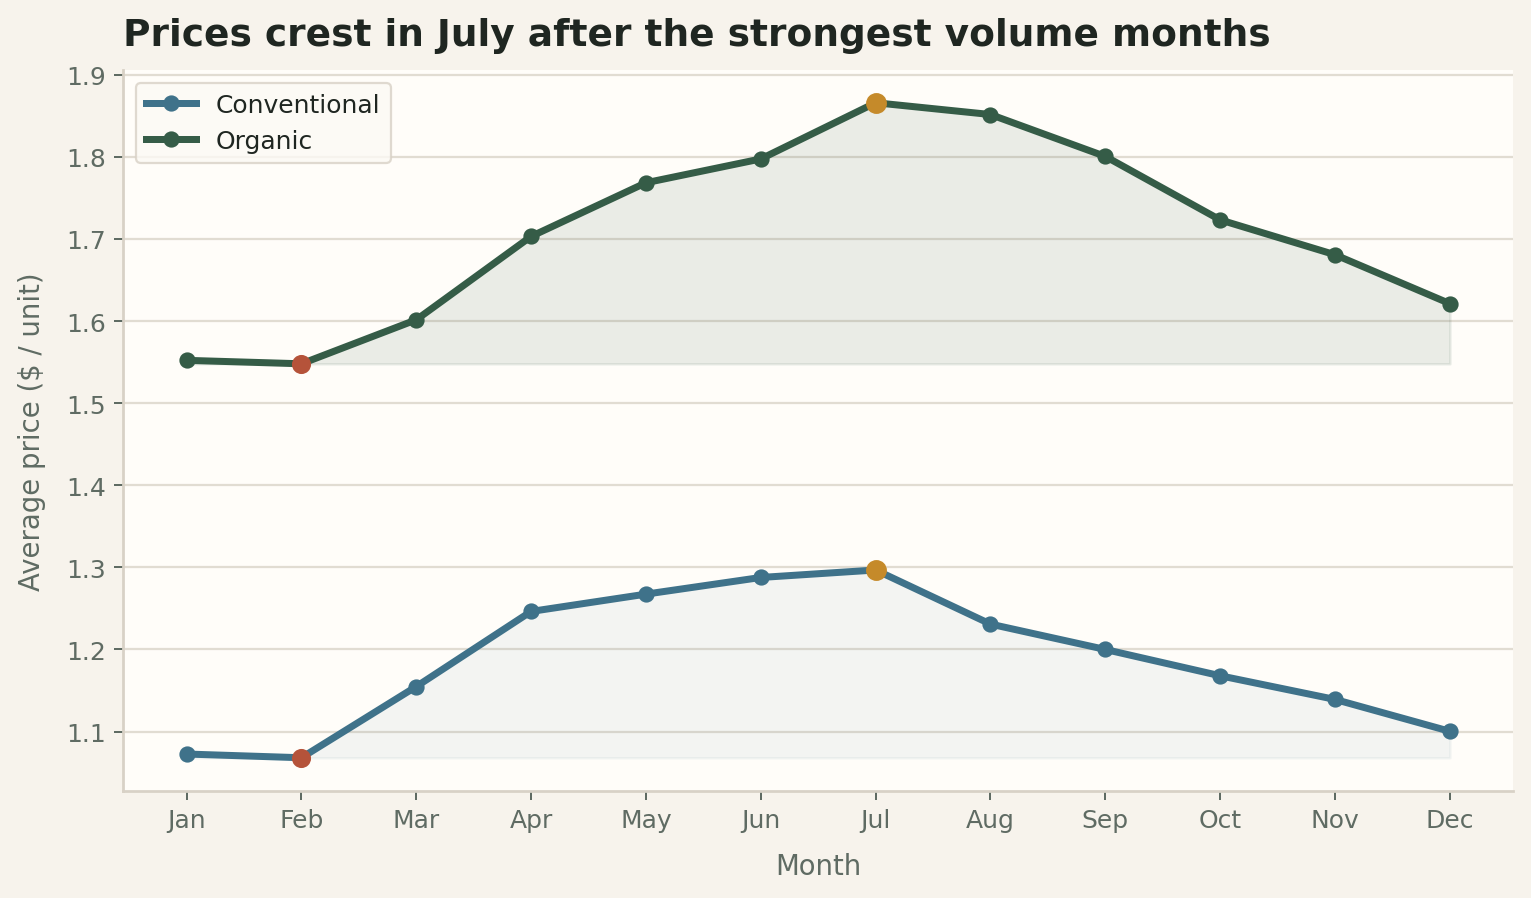 Prices crest in July after the strongest volume months
Conventional
Organic
Average price ($ / unit)
1.9
1.8
1.7
1.6
1.5
1.4
1.3
1.2
1.1
Jan Feb Mar Apr May Jun Jul Aug Sep Oct Nov Dec
Month